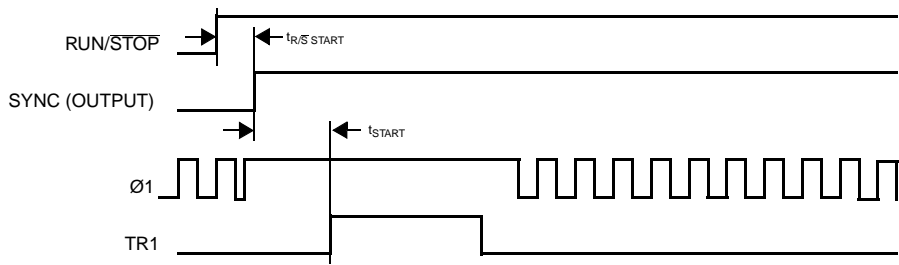 RUN/STOP
tR/S START
SYNC (OUTPUT)
tSTART
Ø1
TR1